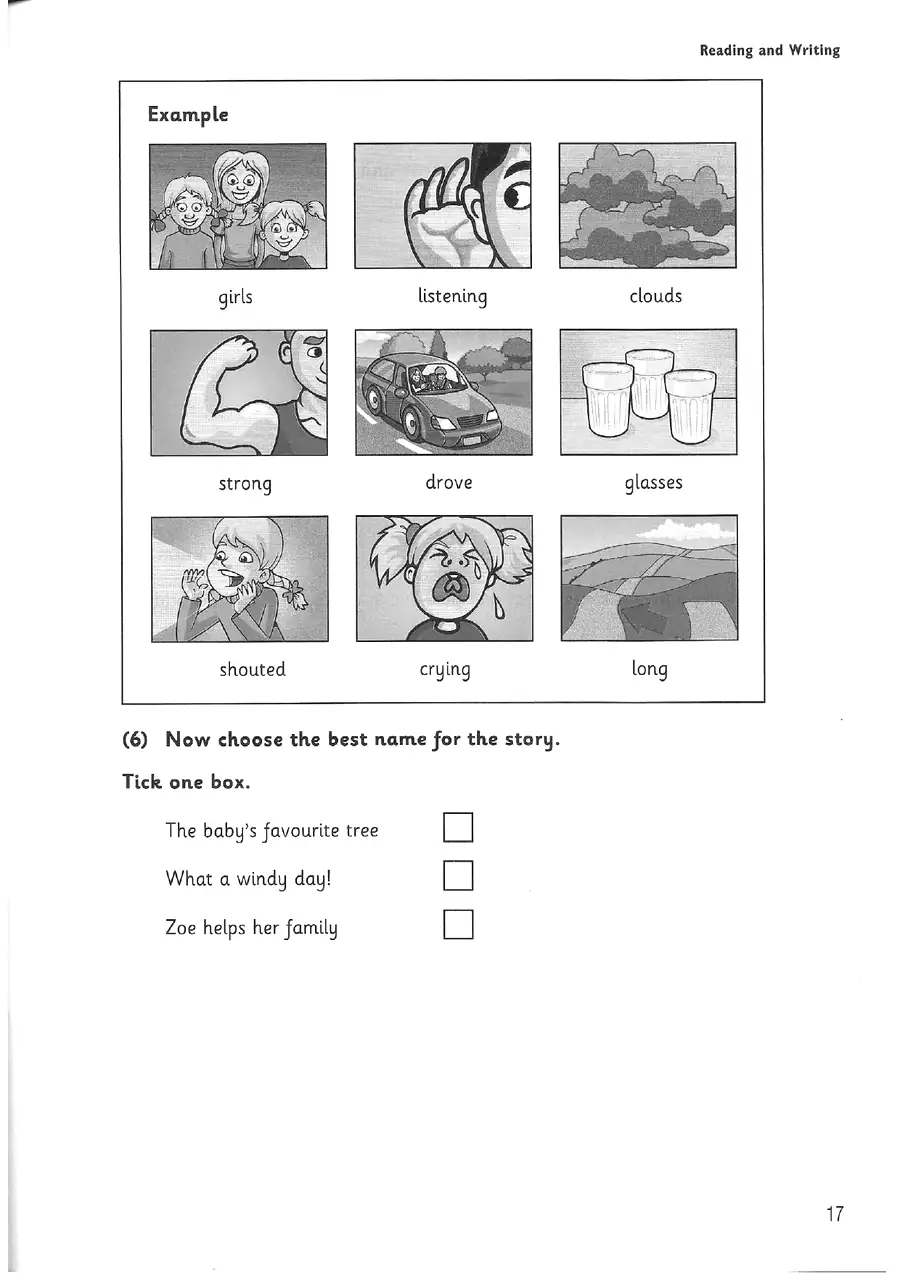 Reading and Writing
Example
girls listening clouds
strong drove glasses
shouted crying long
(6) Now choose the best name for the story.
Tick one box.
The baby's favourite tree
What a windy day!
Zoe helps her family
17